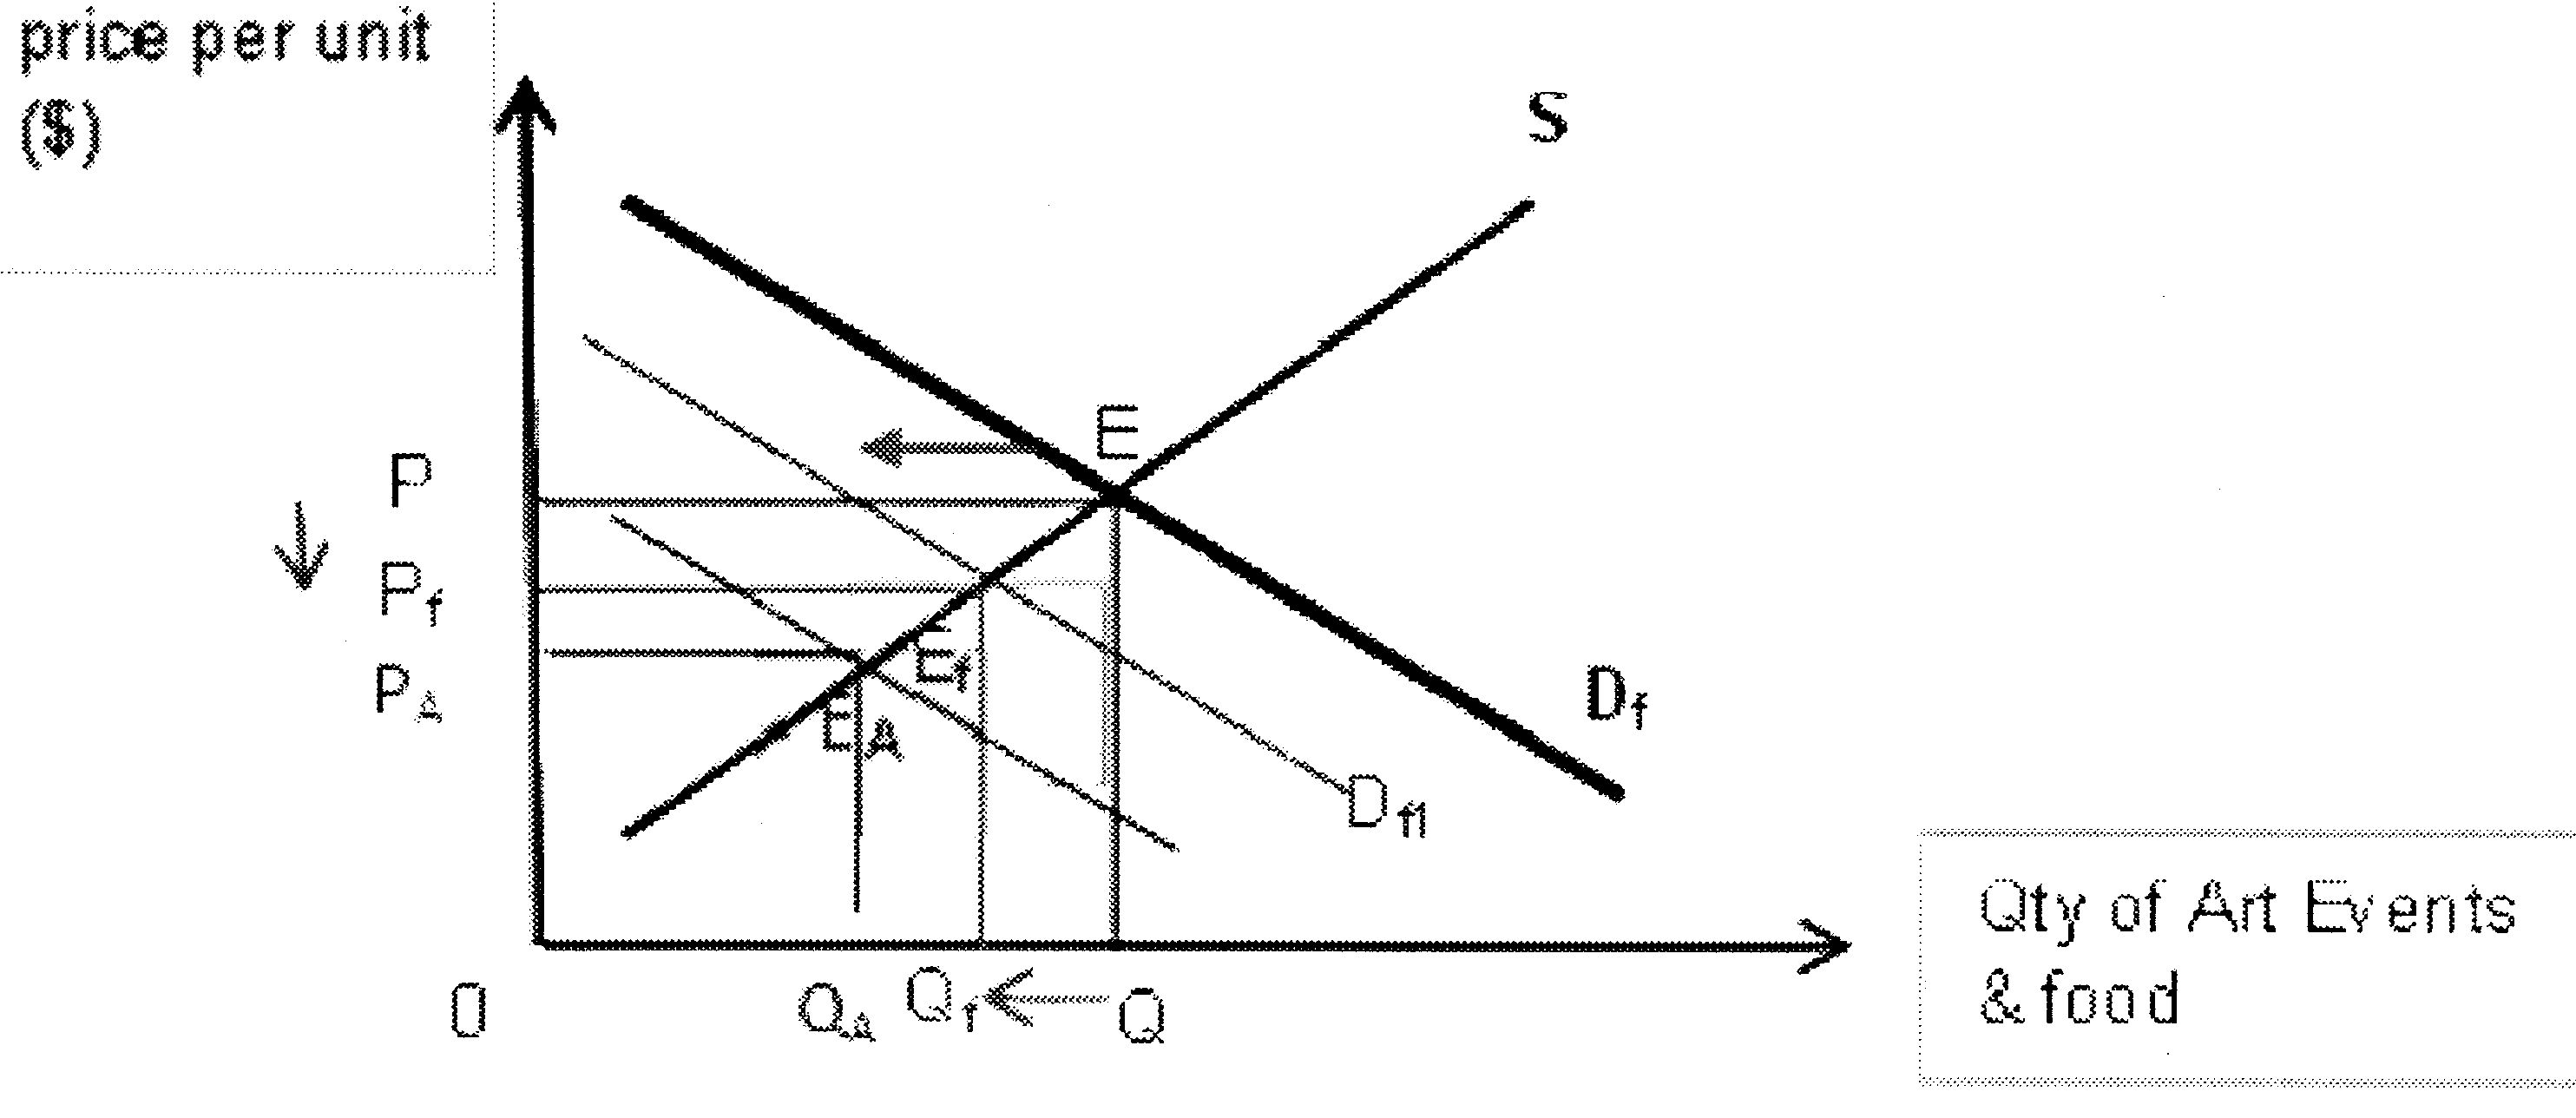 price per unit
($)
S
E
P
Pf
Ef
PA
EA
Df
Df1
Qty of Art Events
& food
0
QA
Qf
Q